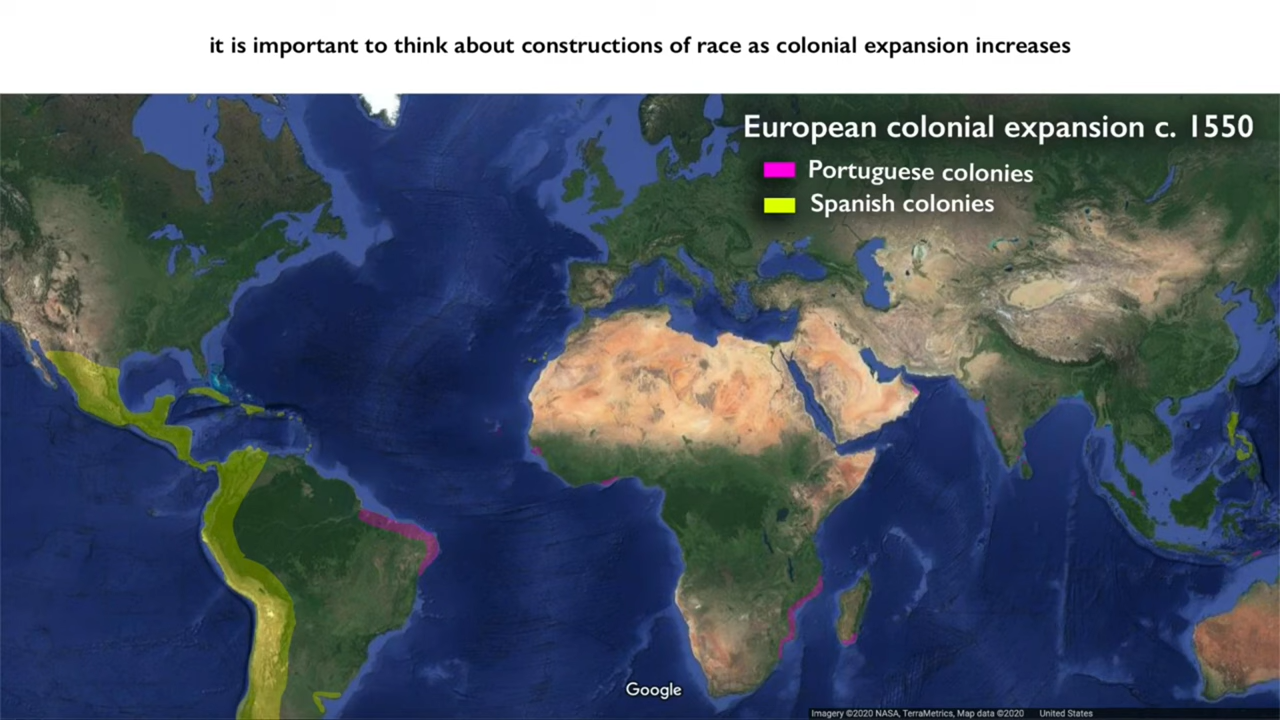 it is important to think about constructions of race as colonial expansion increases
European colonial expansion c. 1550
Portuguese colonies
Spanish colonies
Google
Imagery ©2020 NASA, TerraMetrics, Map data ©2020 United States